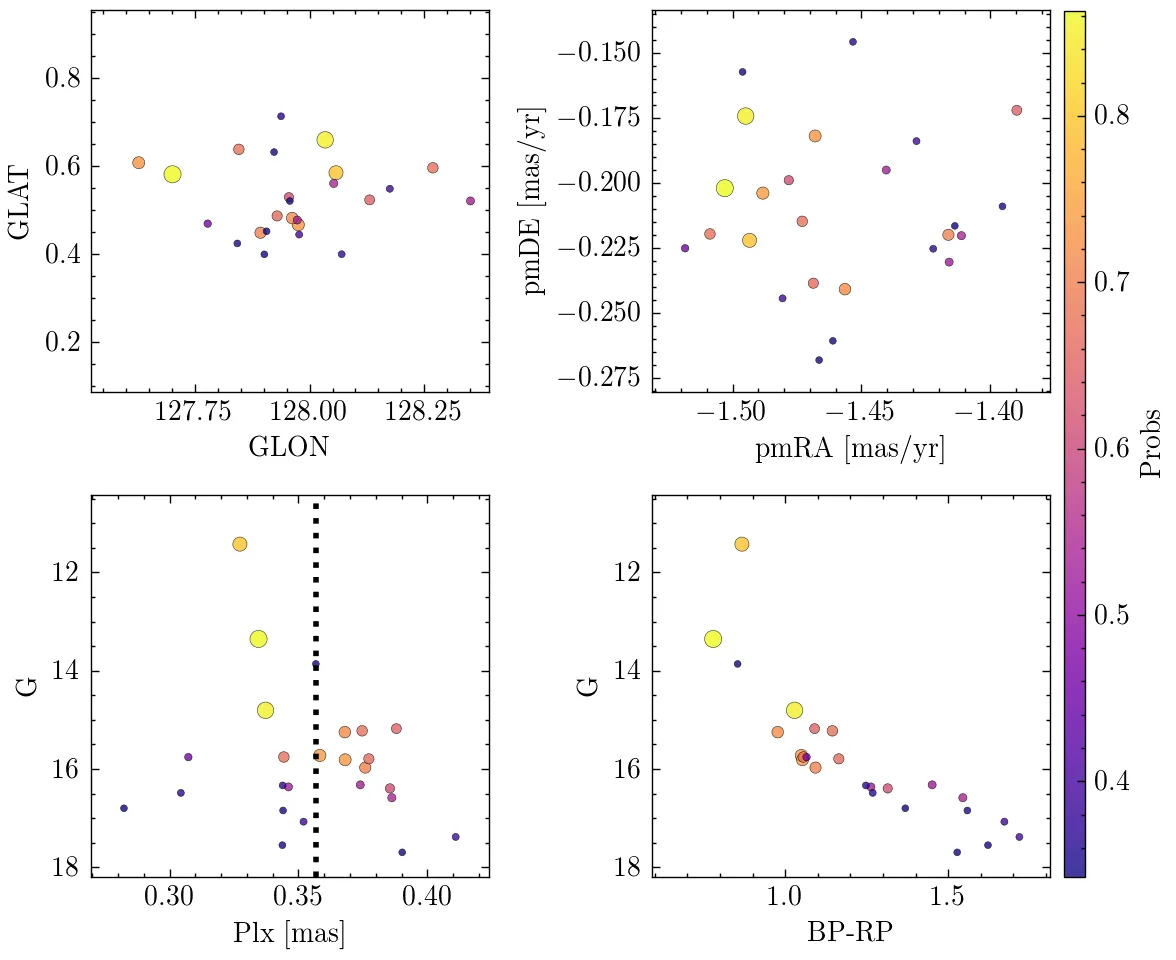 0.8
0.6
0.4
0.2
GLAT
127.75 128.00 128.25
GLON
−0.150
−0.175
−0.200
−0.225
−0.250
−0.275
pmDE [mas/yr]
−1.50 −1.45 −1.40
pmRA [mas/yr]
12
14
16
18
G
0.30 0.35 0.40
Plx [mas]
12
14
16
18
G
1.0 1.5
BP-RP
0.8
0.7
0.6
0.5
0.4
Probs